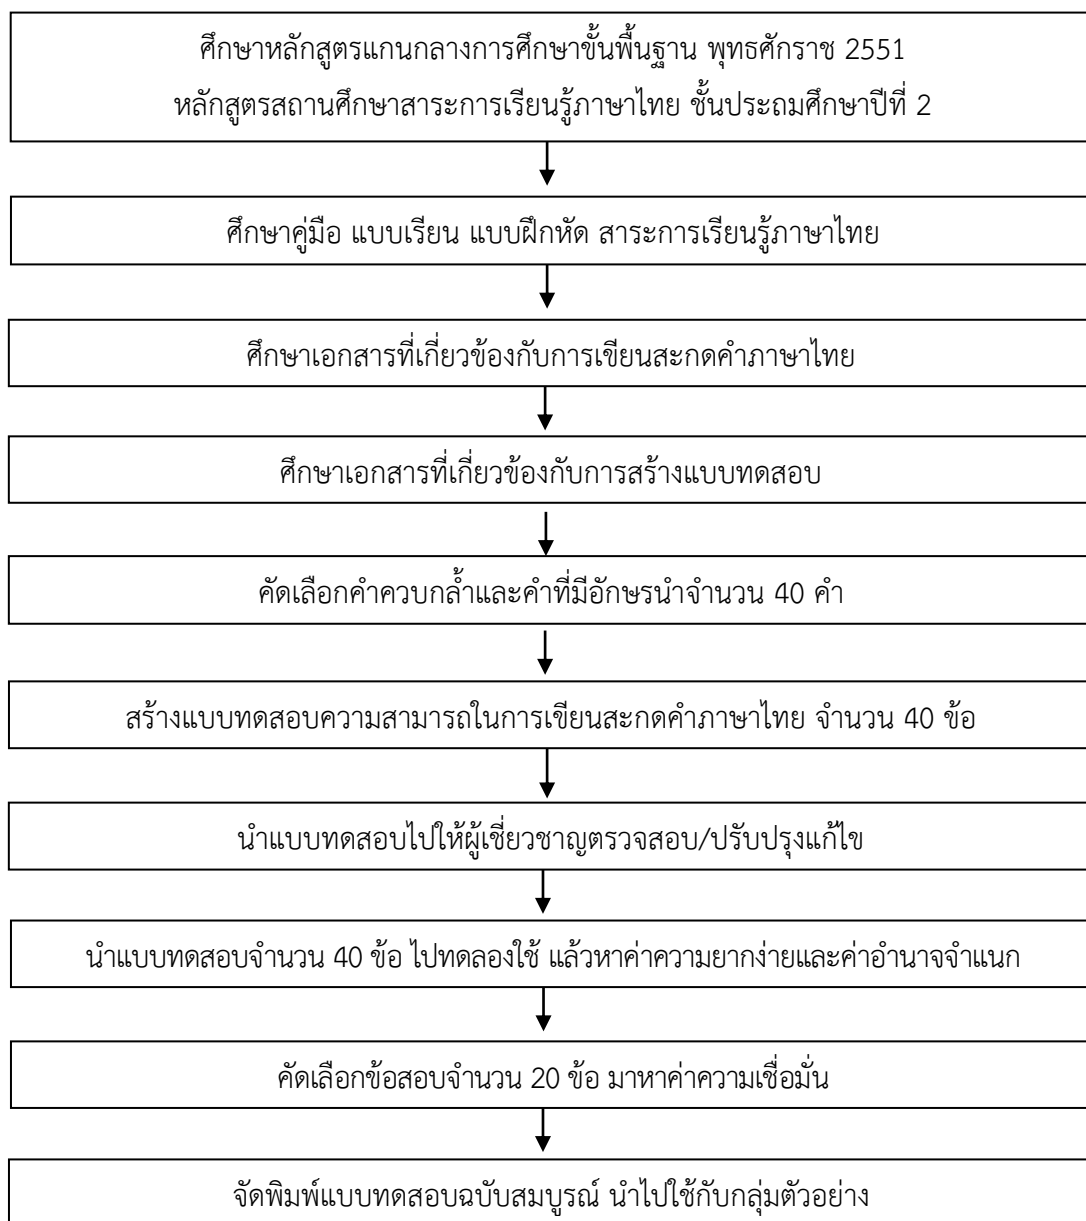 ศึกษาหลักสูตรแกนกลางการศึกษาขั้นพื้นฐาน พุทธศักราช 2551
หลักสูตรสถานศึกษาสาระการเรียนรู้ภาษาไทย ชั้นประถมศึกษาปีที่ 2
ศึกษาคู่มือ แบบเรียน แบบฝึกหัด สาระการเรียนรู้ภาษาไทย
ศึกษาเอกสารที่เกี่ยวข้องกับการเขียนสะกดคำภาษาไทย
ศึกษาเอกสารที่เกี่ยวข้องกับการสร้างแบบทดสอบ
คัดเลือกคำควบกล้ำและคำที่มีอักษรนำจำนวน 40 คำ
สร้างแบบทดสอบความสามารถในการเขียนสะกดคำภาษาไทย จำนวน 40 ข้อ
นำแบบทดสอบไปให้ผู้เชี่ยวชาญตรวจสอบ/ปรับปรุงแก้ไข
นำแบบทดสอบจำนวน 40 ข้อ ไปทดลองใช้ แล้วหาค่าความยากง่ายและค่าอำนาจจำแนก
คัดเลือกข้อสอบจำนวน 20 ข้อ มาหาค่าความเชื่อมั่น
จัดพิมพ์แบบทดสอบฉบับสมบูรณ์ นำไปใช้กับกลุ่มตัวอย่าง